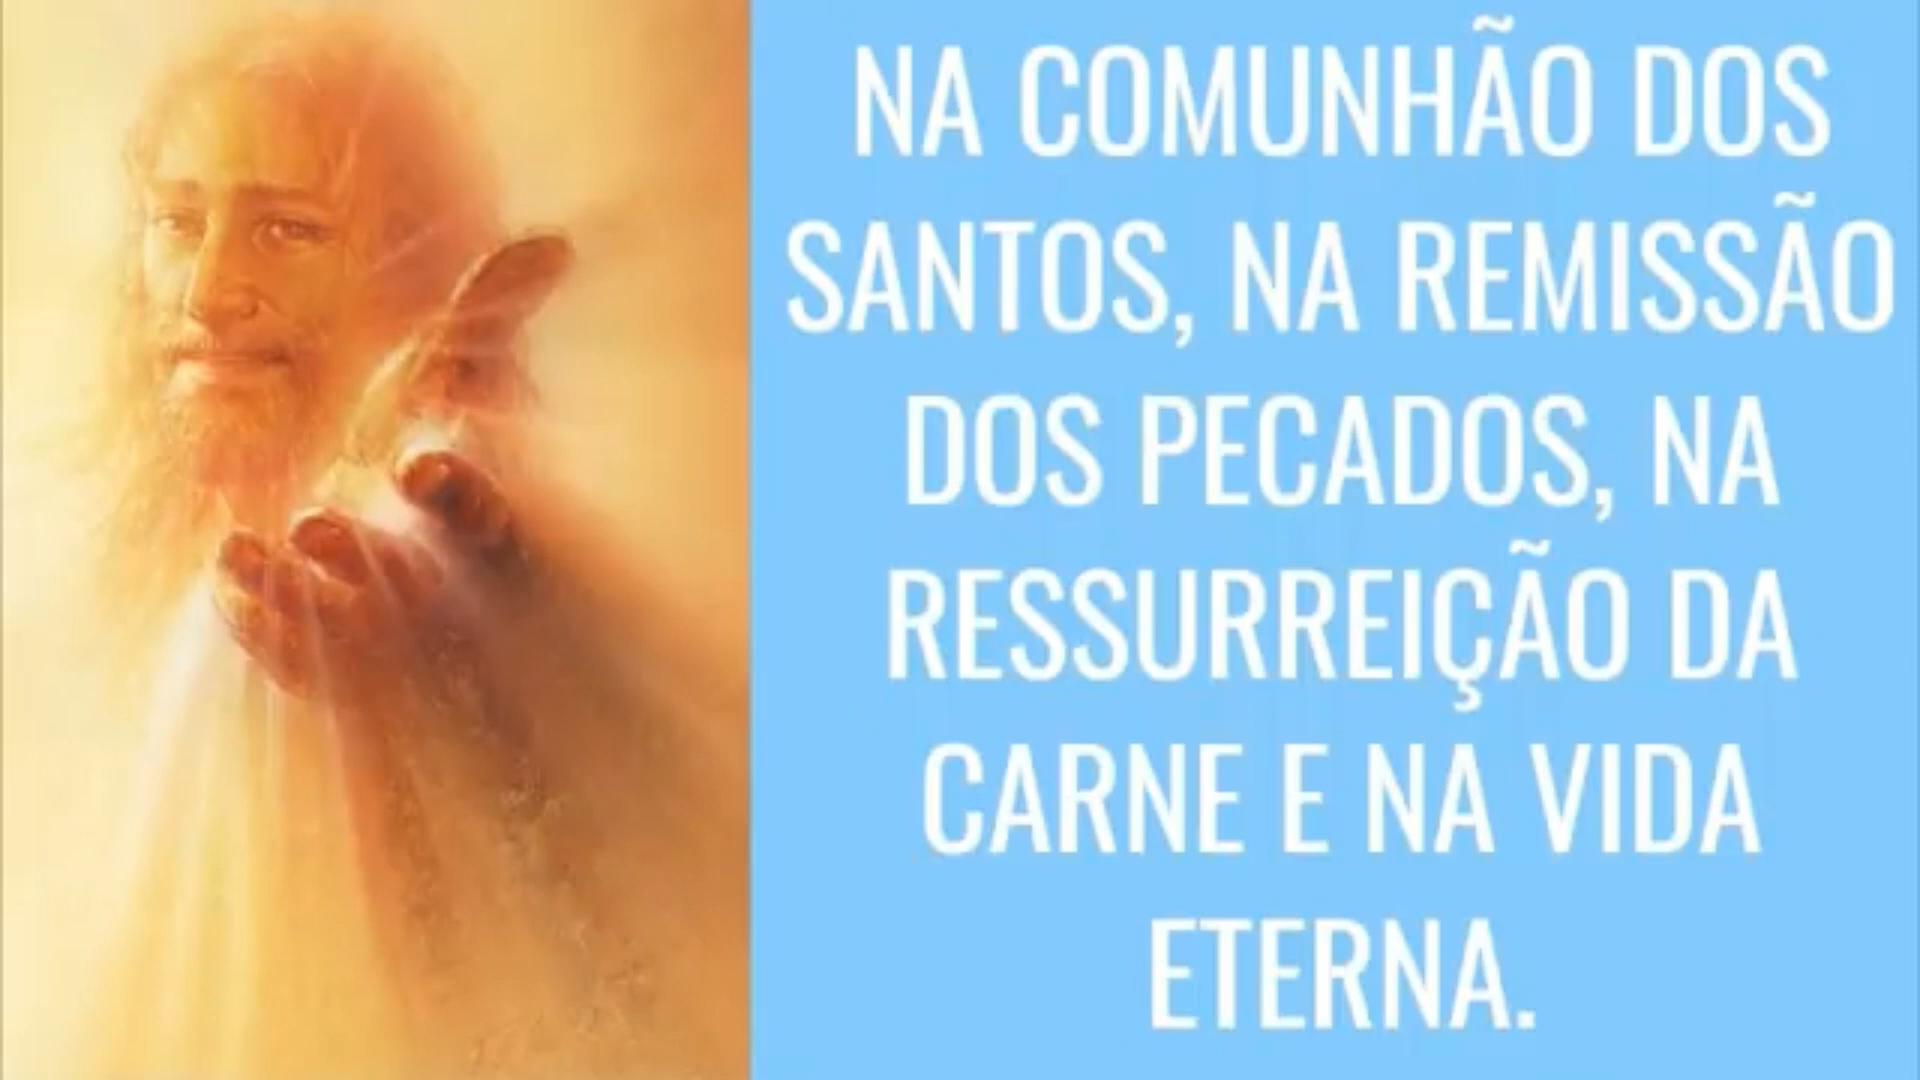 NA COMUNHÃO DOS
SANTOS, NA REMISSÃO
DOS PECADOS, NA
RESSURREIÇÃO DA
CARNE E NA VIDA
ETERNA.